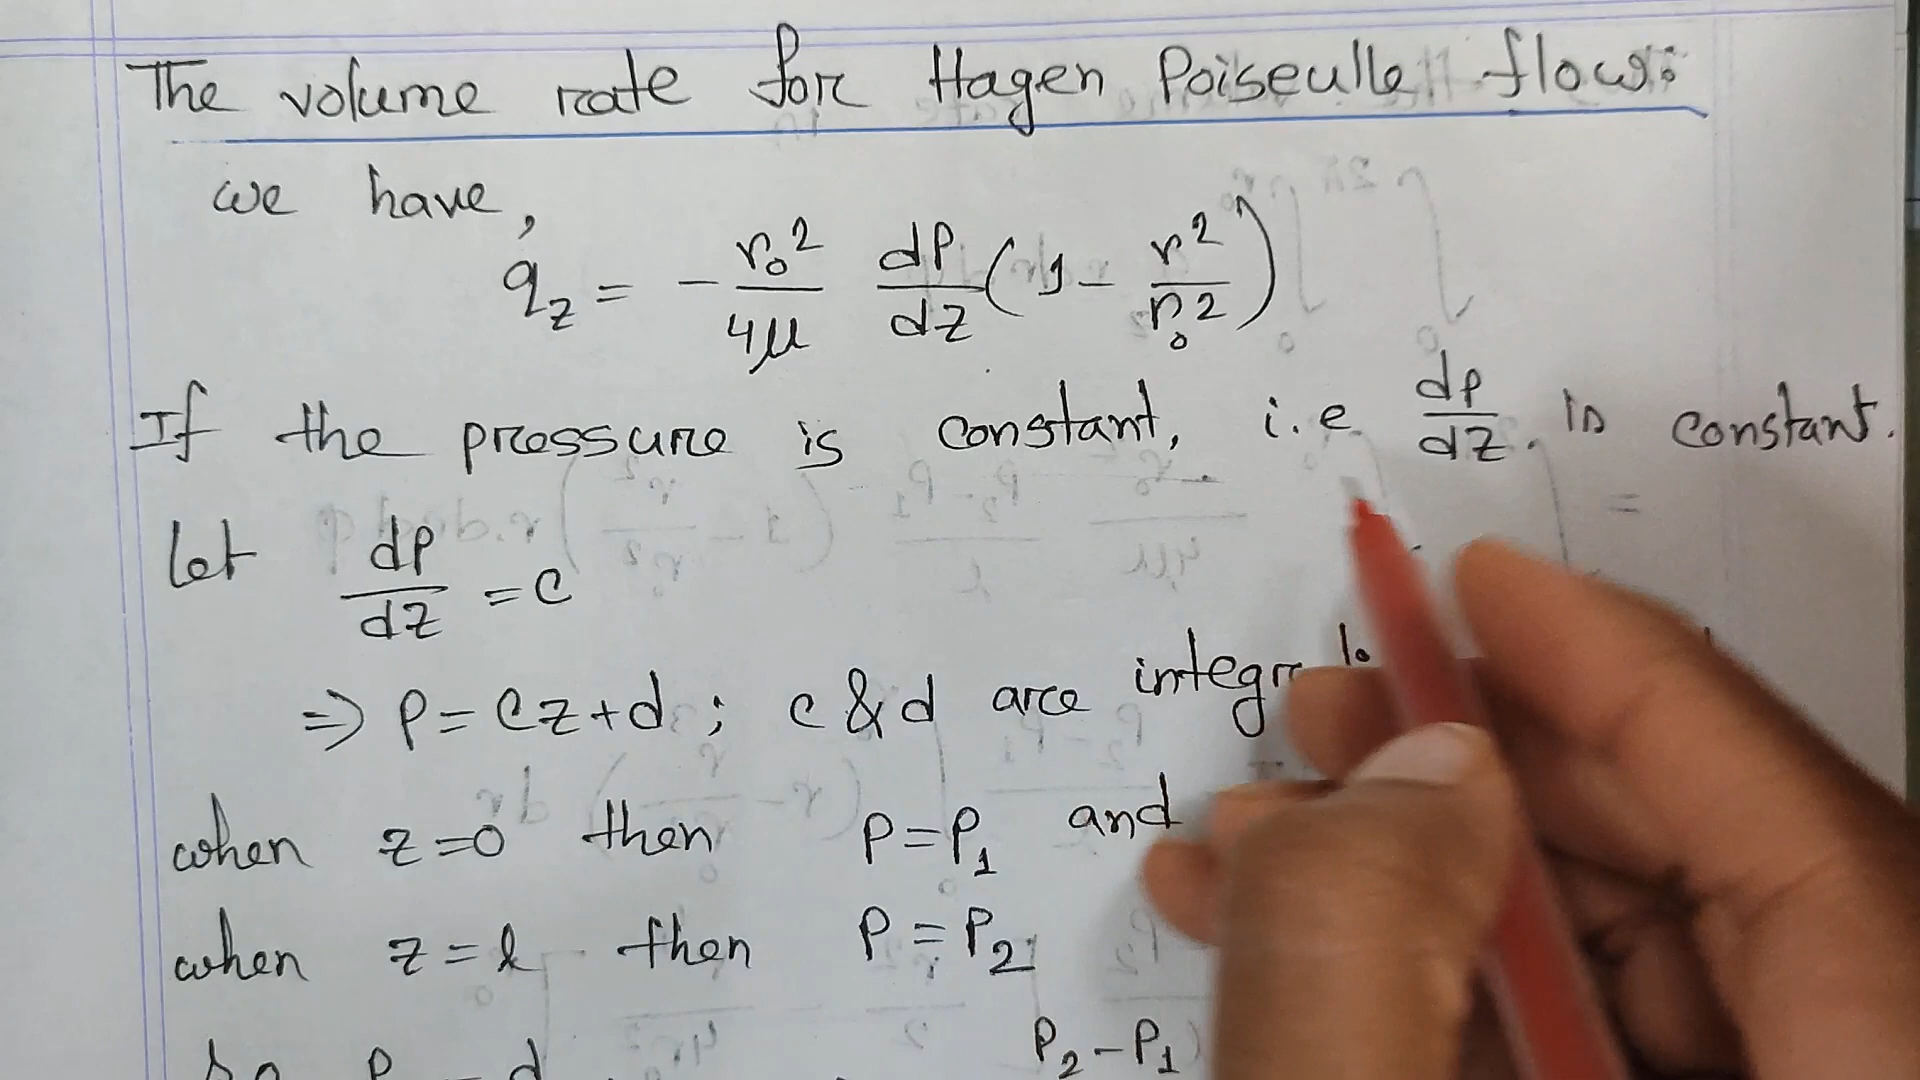 The volume rate for Hagen Poiseulle flow:
we have,
q_z = - r₀²/4μ dP/dz (1 - r²/r₀²)
If the pressure is constant, i.e dp/dz. is constant.
let dp/dz = c
⇒ P = cz + d ; c & d are
when z = 0 then P = P₁ and
when z = l then P = P₂
P₂ - P₁